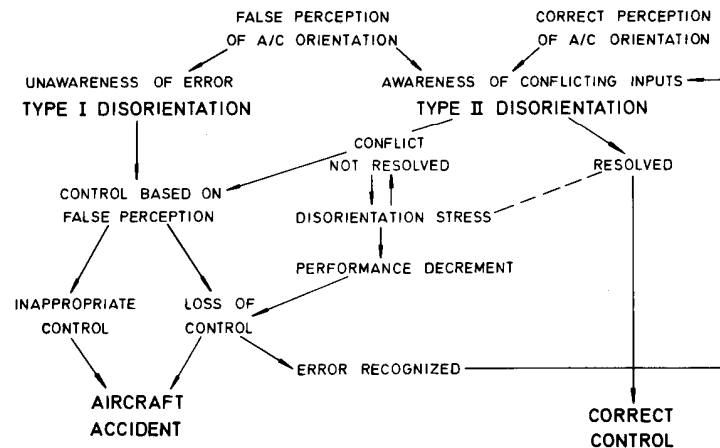 FALSE PERCEPTION
OF A/C ORIENTATION
CORRECT PERCEPTION
OF A/C ORIENTATION
UNAWARENESS OF ERROR
TYPE I DISORIENTATION
AWARENESS OF CONFLICTING INPUTS
TYPE II DISORIENTATION
CONFLICT
NOT RESOLVED
RESOLVED
CONTROL BASED ON
FALSE PERCEPTION
DISORIENTATION STRESS
PERFORMANCE DECREMENT
INAPPROPRIATE
CONTROL
LOSS OF
CONTROL
ERROR RECOGNIZED
AIRCRAFT
ACCIDENT
CORRECT
CONTROL